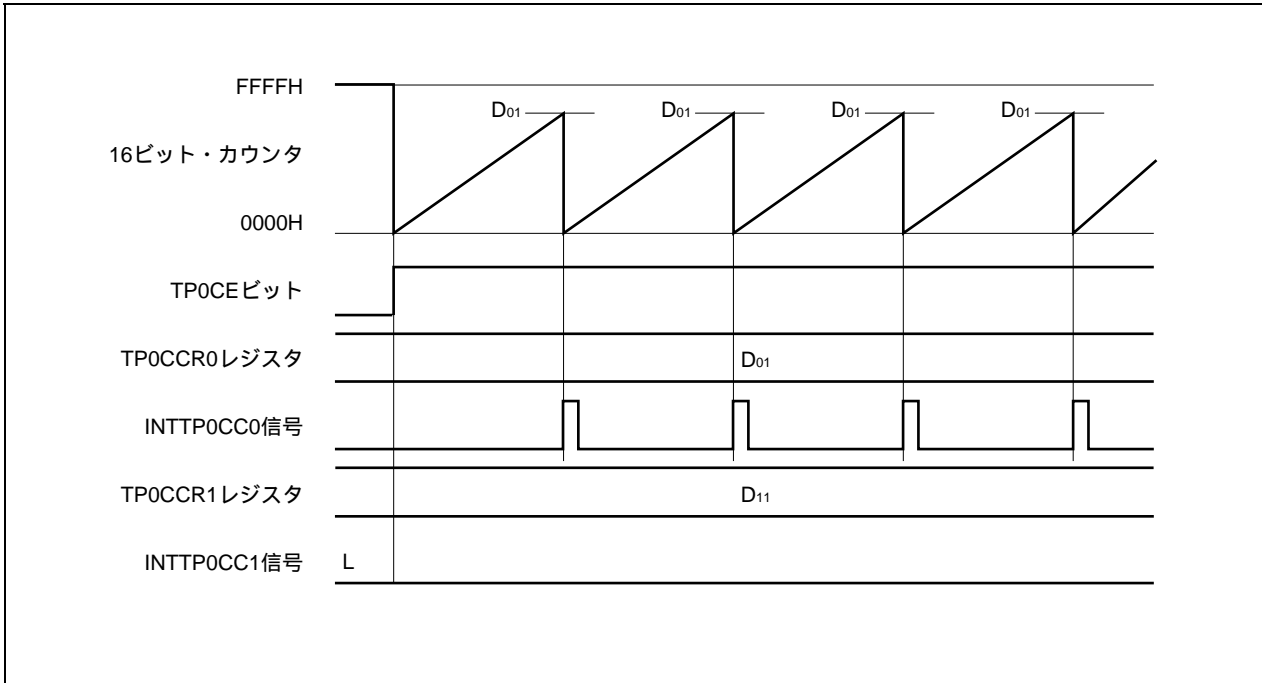 FFFFH
D01 D01 D01 D01
16ビット・カウンタ
0000H
TP0CEビット
TP0CCR0レジスタ D01
INTTP0CC0信号
TP0CCR1レジスタ D11
INTTP0CC1信号 L